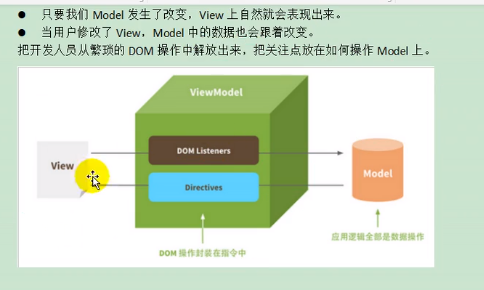 只要我们 Model 发生了改变，View 上自然就会表现出来。
当用户修改了 View，Model 中的数据也会跟着改变。
把开发人员从繁琐的 DOM 操作中解放出来，把关注点放在如何操作 Model 上。
ViewModel
DOM Listeners
View
Model
Directives
应用逻辑全部是数据操作
DOM 操作封装在指令中